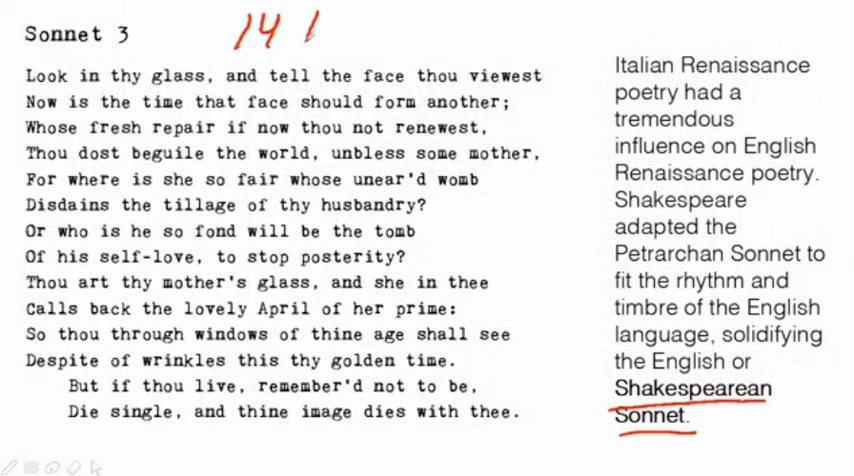 Sonnet 3
14
Look in thy glass, and tell the face thou viewest
Now is the time that face should form another;
Whose fresh repair if now thou not renewest,
Thou dost beguile the world, unbless some mother,
For where is she so fair whose unear'd womb
Disdains the tillage of thy husbandry?
Or who is he so fond will be the tomb
Of his self-love, to stop posterity?
Thou art thy mother's glass, and she in thee
Calls back the lovely April of her prime:
So thou through windows of thine age shall see
Despite of wrinkles this thy golden time.
But if thou live, remember'd not to be,
Die single, and thine image dies with thee.
Italian Renaissance
poetry had a
tremendous
influence on English
Renaissance poetry.
Shakespeare
adapted the
Petrarchan Sonnet to
fit the rhythm and
timbre of the English
language, solidifying
the English or
Shakespearean
Sonnet.